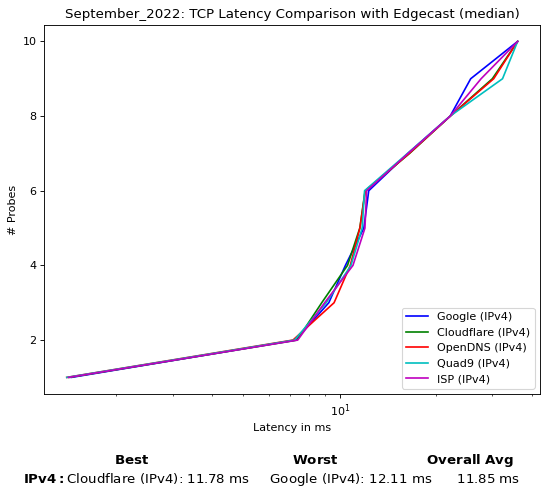 September_2022: TCP Latency Comparison with Edgecast (median)
10
8
6
4
2
# Probes
10¹
Latency in ms
Google (IPv4)
Cloudflare (IPv4)
OpenDNS (IPv4)
Quad9 (IPv4)
ISP (IPv4)
Best Worst Overall Avg
IPv4: Cloudflare (IPv4): 11.78 ms Google (IPv4): 12.11 ms 11.85 ms